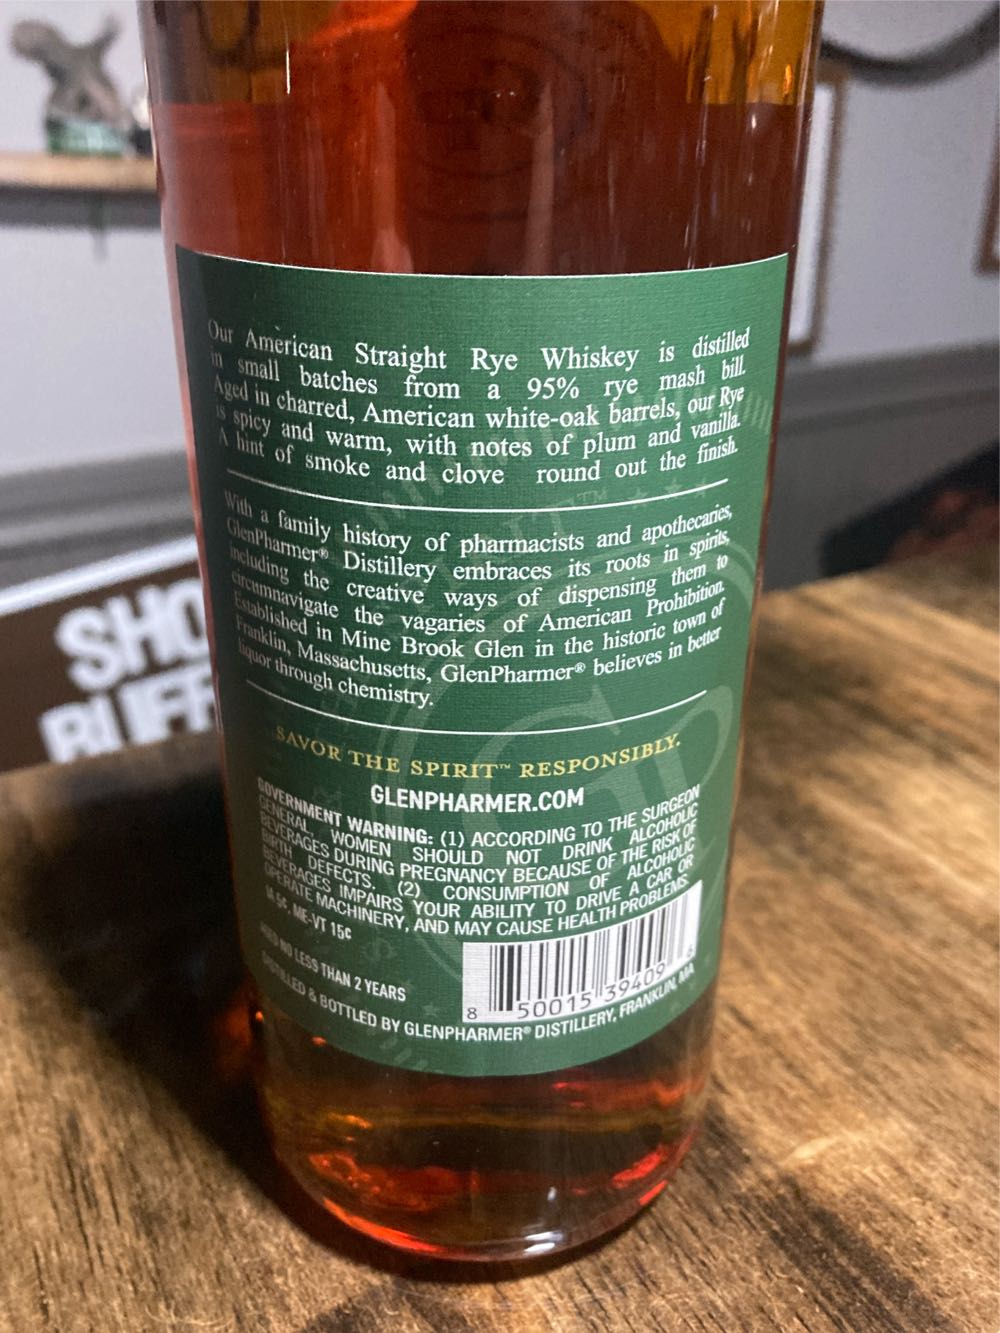 Our American Straight Rye Whiskey is distilled
in small batches from a 95% rye mash bill.
Aged in charred, American white-oak barrels, our Rye
is spicy and warm, with notes of plum and vanilla.
A hint of smoke and clove round out the finish.
With a family history of pharmacists and apothecaries,
GlenPharmer® Distillery embraces its roots in spirits,
including the creative ways of dispensing them to
circumnavigate the vagaries of American Prohibition.
Established in Mine Brook Glen in the historic town of
Franklin, Massachusetts, GlenPharmer® believes in better
liquor through chemistry.
SAVOR THE SPIRIT™ RESPONSIBLY.
GLENPHARMER.COM
GOVERNMENT WARNING: (1) ACCORDING TO THE SURGEON
GENERAL, WOMEN SHOULD NOT DRINK ALCOHOLIC
BEVERAGES DURING PREGNANCY BECAUSE OF THE RISK OF
BIRTH DEFECTS. (2) CONSUMPTION OF ALCOHOLIC
BEVERAGES IMPAIRS YOUR ABILITY TO DRIVE A CAR OR
OPERATE MACHINERY, AND MAY CAUSE HEALTH PROBLEMS.
IA 5¢, ME-VT 15¢
AGED NO LESS THAN 2 YEARS
8 50015 39409
DISTILLED & BOTTLED BY GLENPHARMER® DISTILLERY, FRANKLIN, MA
SHO
BUFF